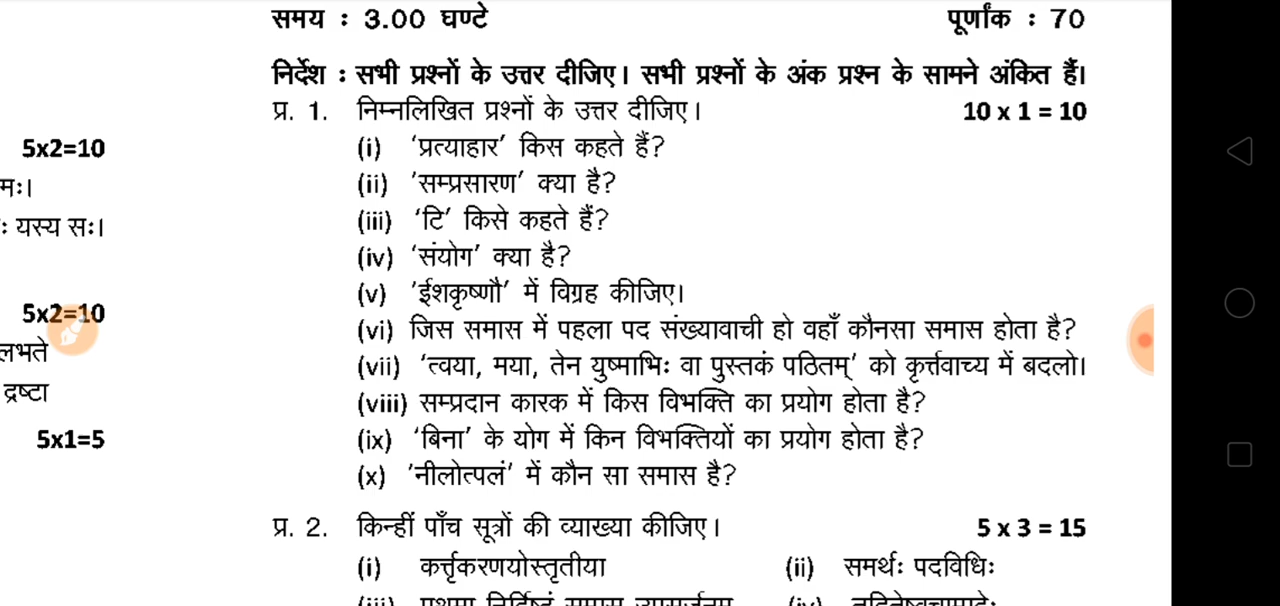 समय : 3.00 घण्टे पूर्णांक : 70
निर्देश : सभी प्रश्नों के उत्तर दीजिए। सभी प्रश्नों के अंक प्रश्न के सामने अंकित हैं।
प्र. 1. निम्नलिखित प्रश्नों के उत्तर दीजिए। 10 x 1 = 10
(i) 'प्रत्याहार' किस कहते हैं?
(ii) 'सम्प्रसारण' क्या है?
(iii) 'टि' किसे कहते हैं?
(iv) 'संयोग' क्या है?
(v) 'ईशकृष्णौ' में विग्रह कीजिए।
(vi) जिस समास में पहला पद संख्यावाची हो वहाँ कौनसा समास होता है?
(vii) 'त्वया, मया, तेन युष्माभिः वा पुस्तकं पठितम्' को कृर्त्तवाच्य में बदलो।
(viii) सम्प्रदान कारक में किस विभक्ति का प्रयोग होता है?
(ix) 'बिना' के योग में किन विभक्तियों का प्रयोग होता है?
(x) 'नीलोत्पलं' में कौन सा समास है?
प्र. 2. किन्हीं पाँच सूत्रों की व्याख्या कीजिए। 5 x 3 = 15
(i) कर्त्तृकरणयोस्तृतीया (ii) समर्थः पदविधिः
5x2=10
मः।
यस्य सः।
5x2=10
लभते
द्रष्टा
5x1=5